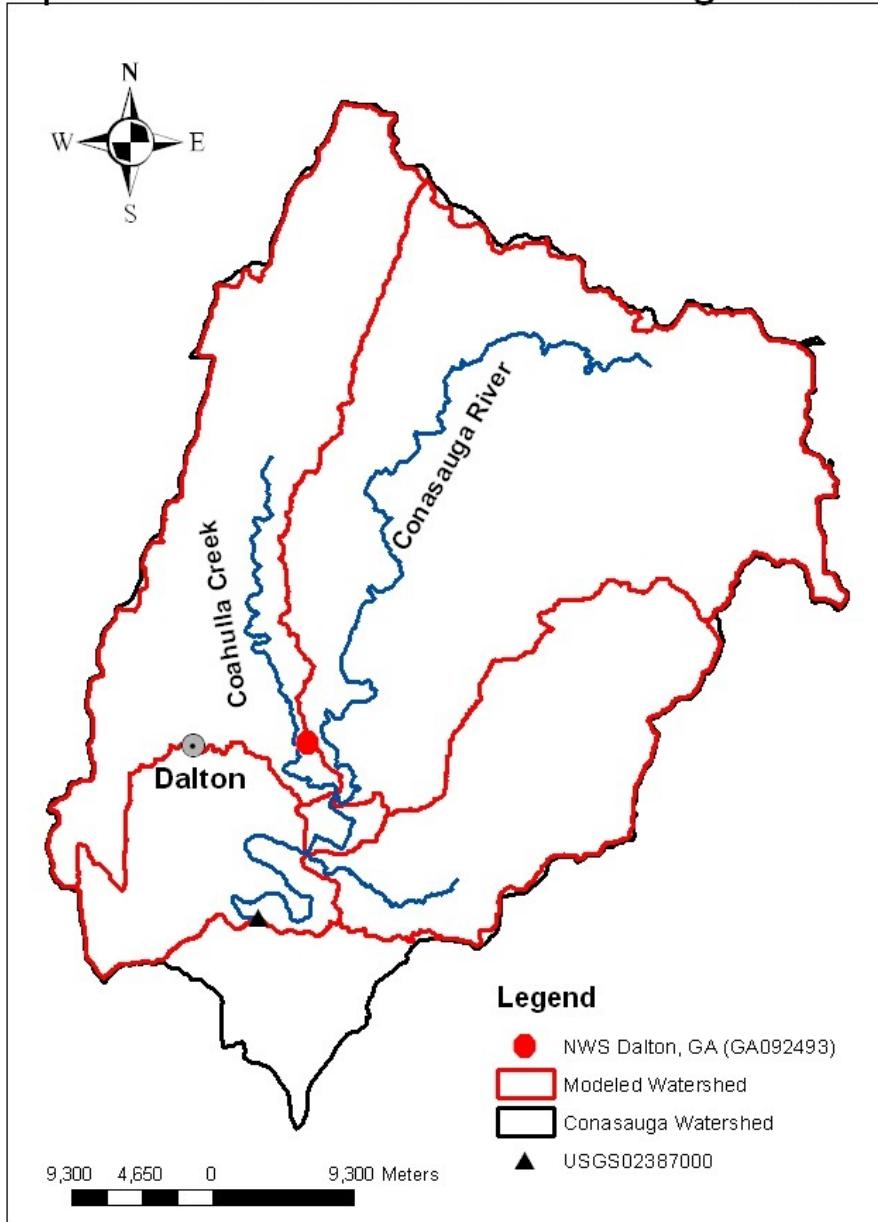 N
W E
S
Conasauga River
Coahulla Creek
Dalton
Legend
NWS Dalton, GA (GA092493)
Modeled Watershed
Conasauga Watershed
USGS02387000
9,300 4,650 0 9,300 Meters